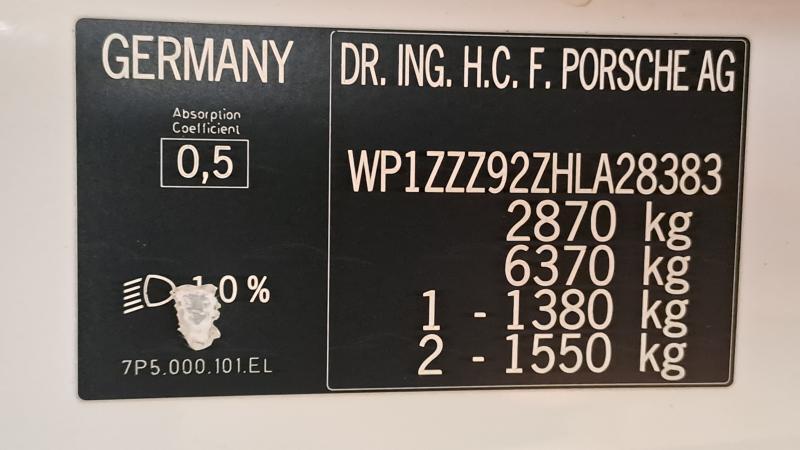 GERMANY
Absorption
Coefficient
0,5
1,0 %
7P5.000.101.EL
DR. ING. H.C. F. PORSCHE AG
WP1ZZZ92ZHLA28383
2870 kg
6370 kg
1 - 1380 kg
2 - 1550 kg